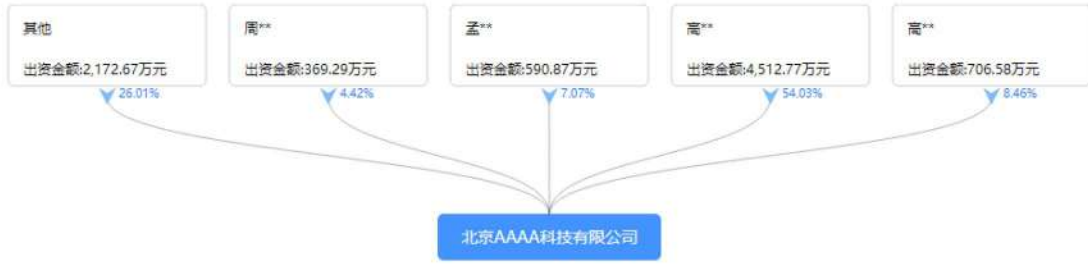 其他
出资金额:2,172.67万元
26.01%
周**
出资金额:369.29万元
4.42%
孟**
出资金额:590.87万元
7.07%
高**
出资金额:4,512.77万元
54.03%
高**
出资金额:706.58万元
8.46%
北京AAAA科技有限公司